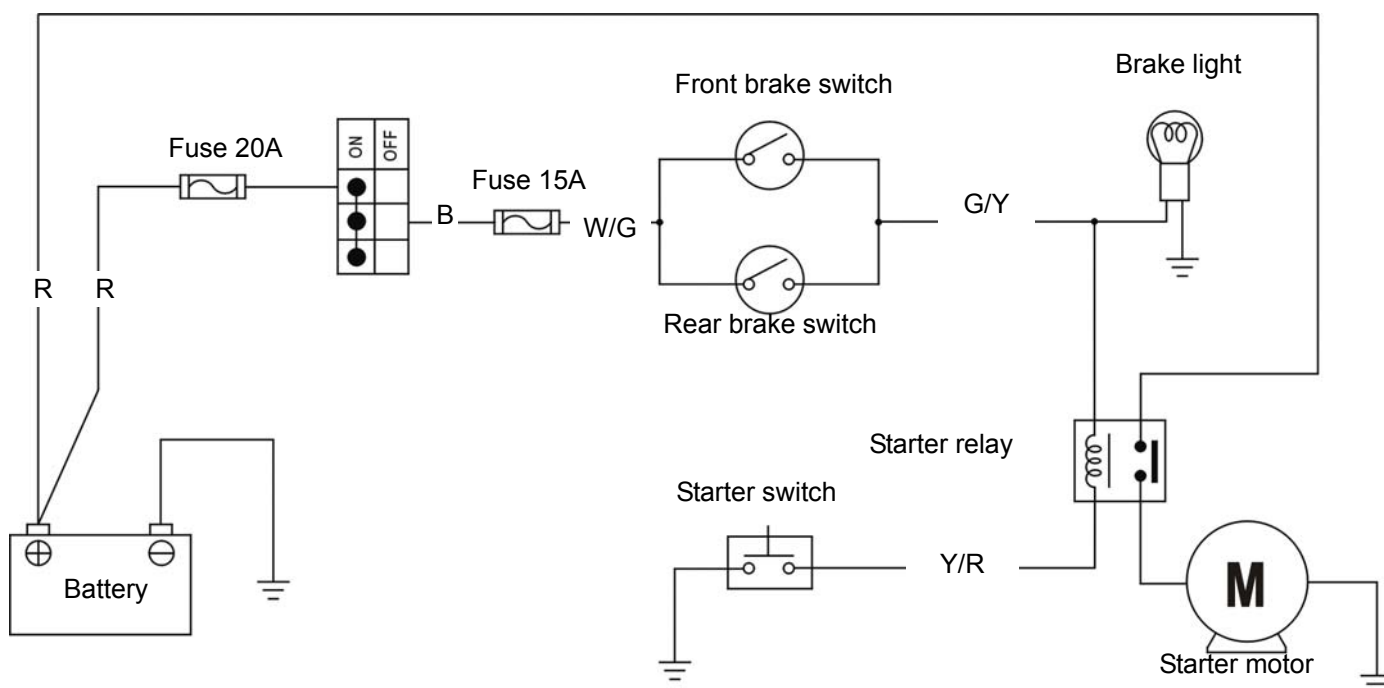 Brake light
Front brake switch
Fuse 20A
ON
OFF
Fuse 15A
B
W/G
G/Y
R
R
Rear brake switch
Starter relay
Starter switch
Y/R
Battery
M
Starter motor